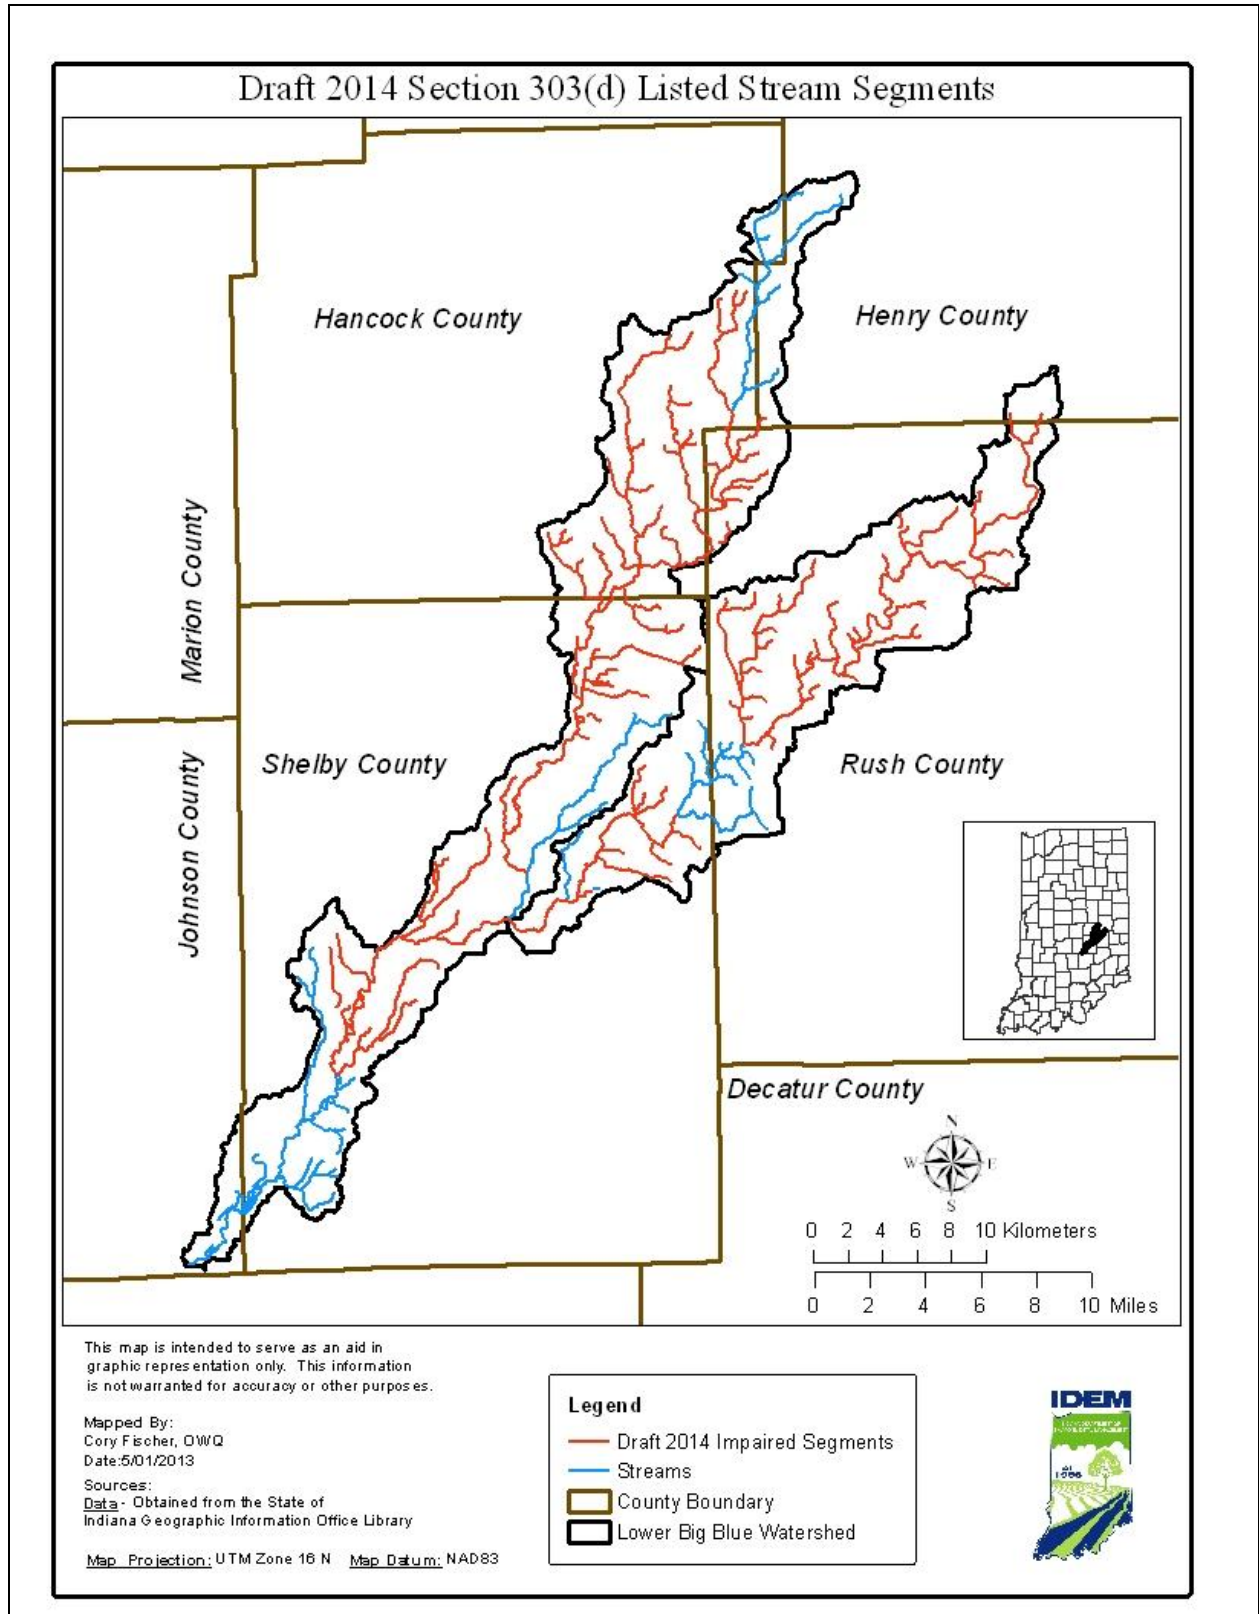 Draft 2014 Section 303(d) Listed Stream Segments
Hancock County
Henry County
Marion County
Shelby County
Rush County
Johnson County
Decatur County
N
W E
S
0 2 4 6 8 10 Kilometers
0 2 4 6 8 10 Miles
This map is intended to serve as an aid in
graphic representation only. This information
is not warranted for accuracy or other purposes.
Mapped By:
Cory Fischer, OWQ
Date:5/01/2013
Sources:
Data - Obtained from the State of
Indiana Geographic Information Office Library
Map Projection: UTM Zone 16 N Map Datum: NAD83
Legend
Draft 2014 Impaired Segments
Streams
County Boundary
Lower Big Blue Watershed
IDEM